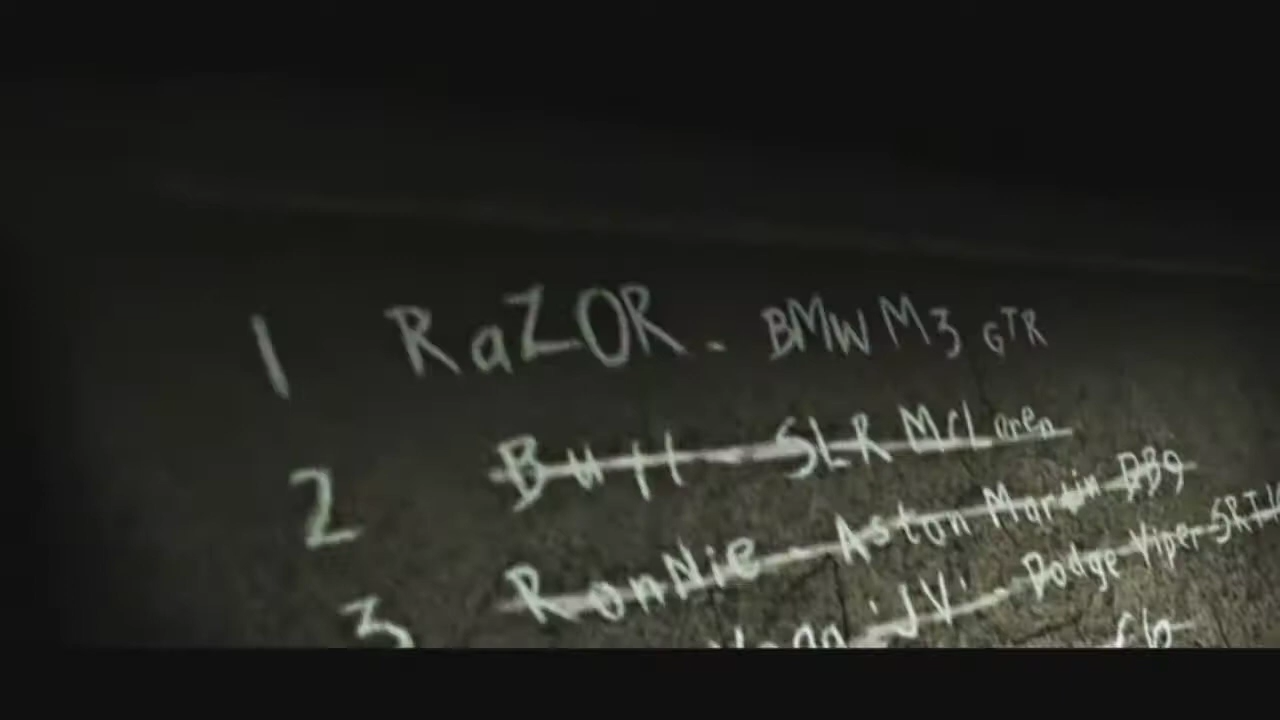 1 RaZOR - BMW M3 GTR
2 Bull - SLR McLaren
3 RonNie - Aston Martin DB9
JV' - Dodge Viper SRT